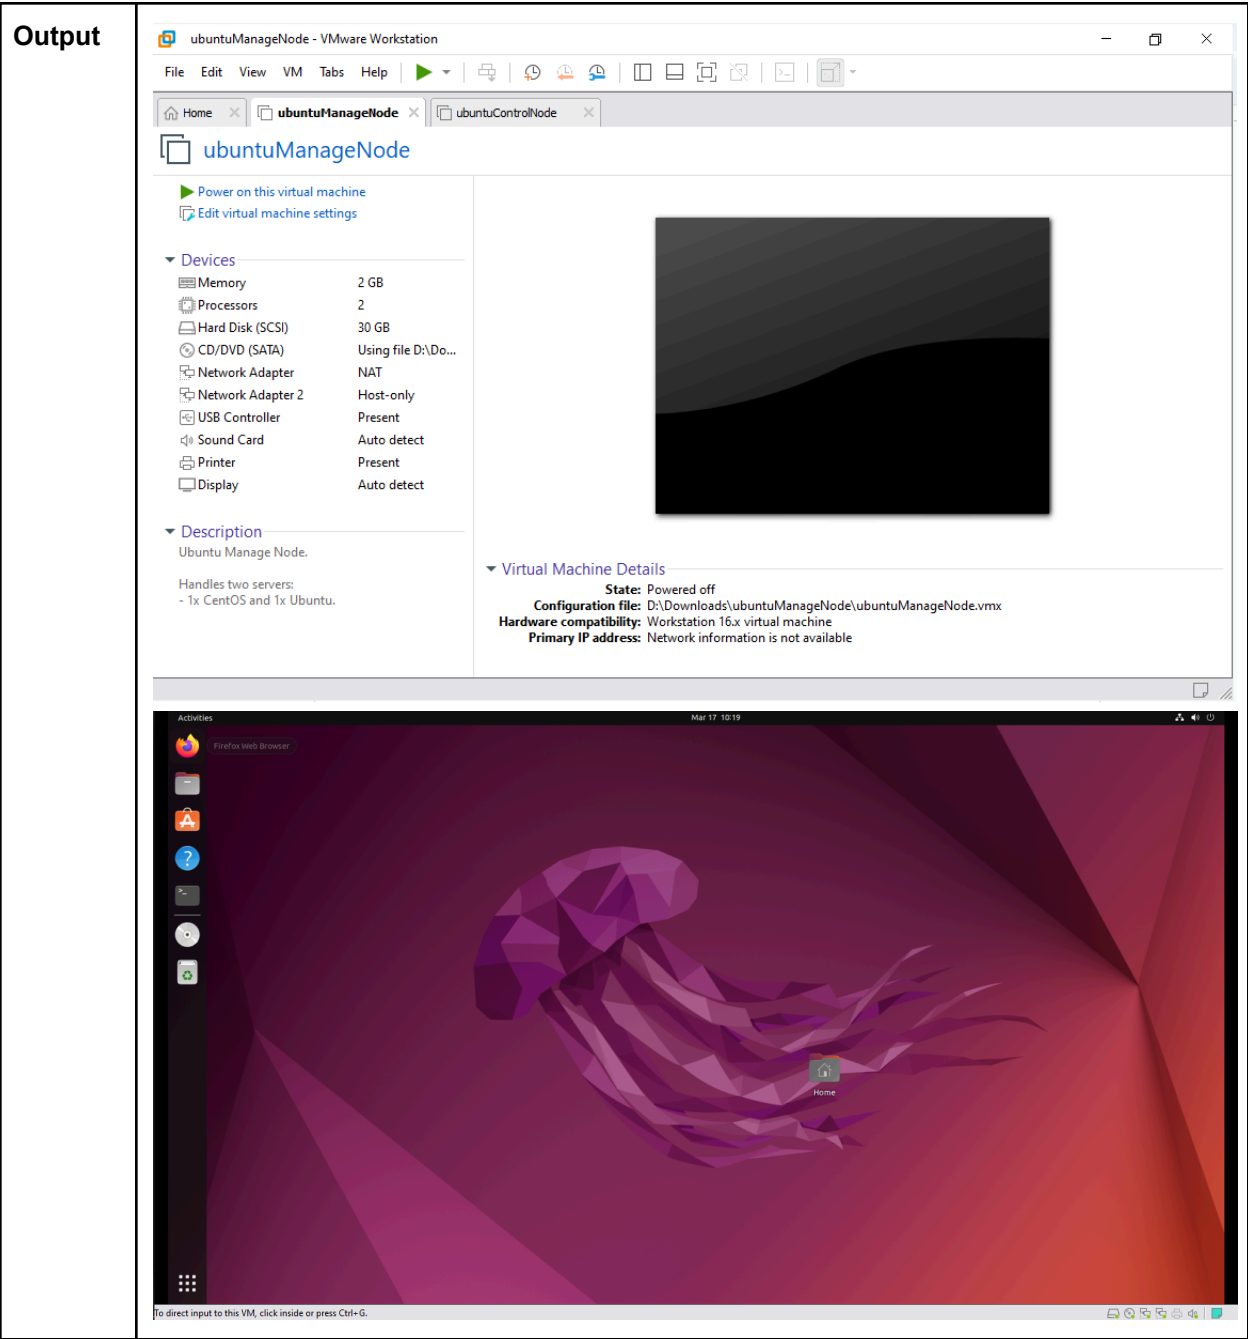 Output
ubuntuManageNode - VMware Workstation
File Edit View VM Tabs Help
Home ubuntuManageNode ubuntuControlNode
ubuntuManageNode
Power on this virtual machine
Edit virtual machine settings
Devices
Memory 2 GB
Processors 2
Hard Disk (SCSI) 30 GB
CD/DVD (SATA) Using file D:\Do...
Network Adapter NAT
Network Adapter 2 Host-only
USB Controller Present
Sound Card Auto detect
Printer Present
Display Auto detect
Description
Ubuntu Manage Node.
Handles two servers:
- 1x CentOS and 1x Ubuntu.
Virtual Machine Details
State: Powered off
Configuration file: D:\Downloads\ubuntuManageNode\ubuntuManageNode.vmx
Hardware compatibility: Workstation 16.x virtual machine
Primary IP address: Network information is not available
Activities Mar 17 10:19
Firefox Web Browser
Home
To direct input to this VM, click inside or press Ctrl+G.